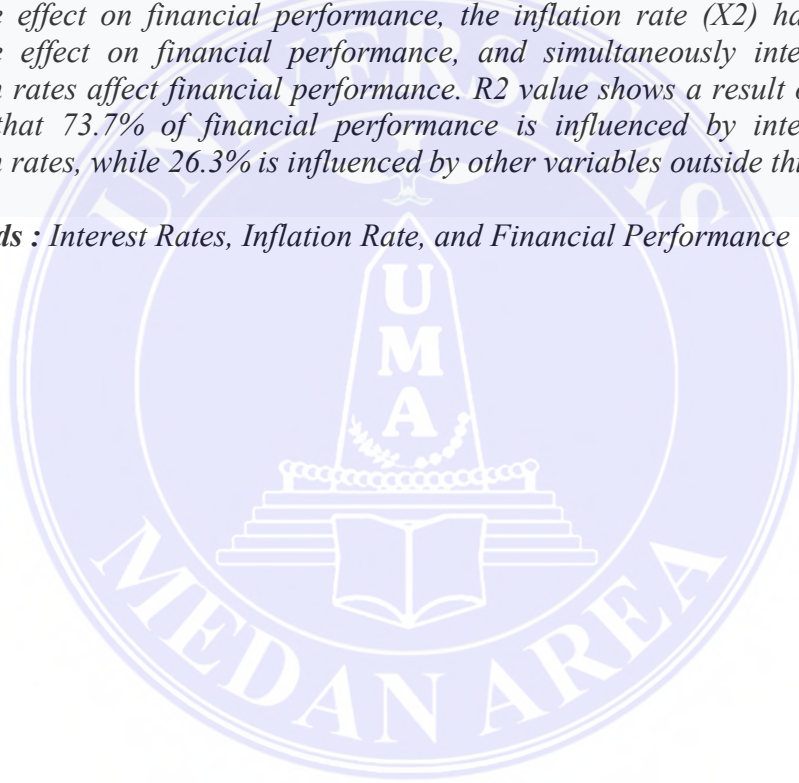 e effect on financial performance, the inflation rate (X2) ha
e effect on financial performance, and simultaneously inte
n rates affect financial performance. R2 value shows a result o
that 73.7% of financial performance is influenced by inte
n rates, while 26.3% is influenced by other variables outside thi
ds : Interest Rates, Inflation Rate, and Financial Performance
UNIVERSITAS
U
M
A
MEDAN AREA